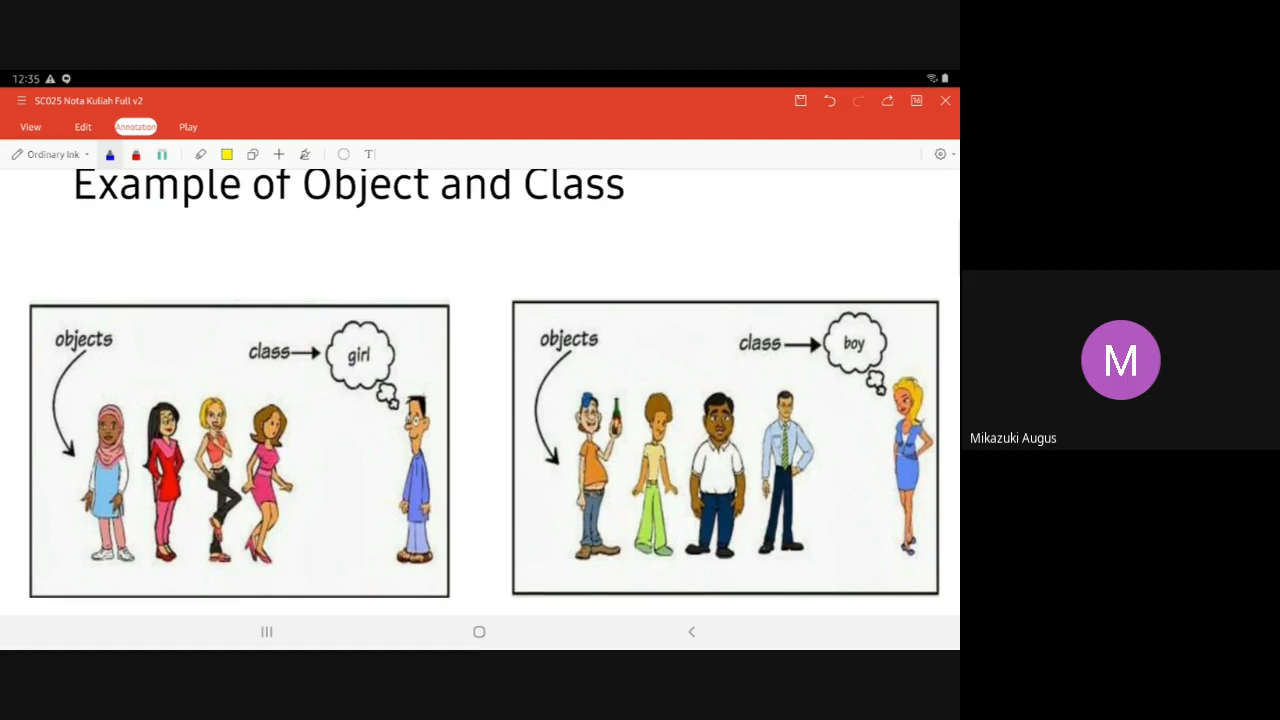 12:35
SC025 Nota Kuliah Full v2
16
View Edit Annotation Play
Ordinary Ink
T
Example of Object and Class
objects
class
girl
objects
class
boy
M
Mikazuki Augus